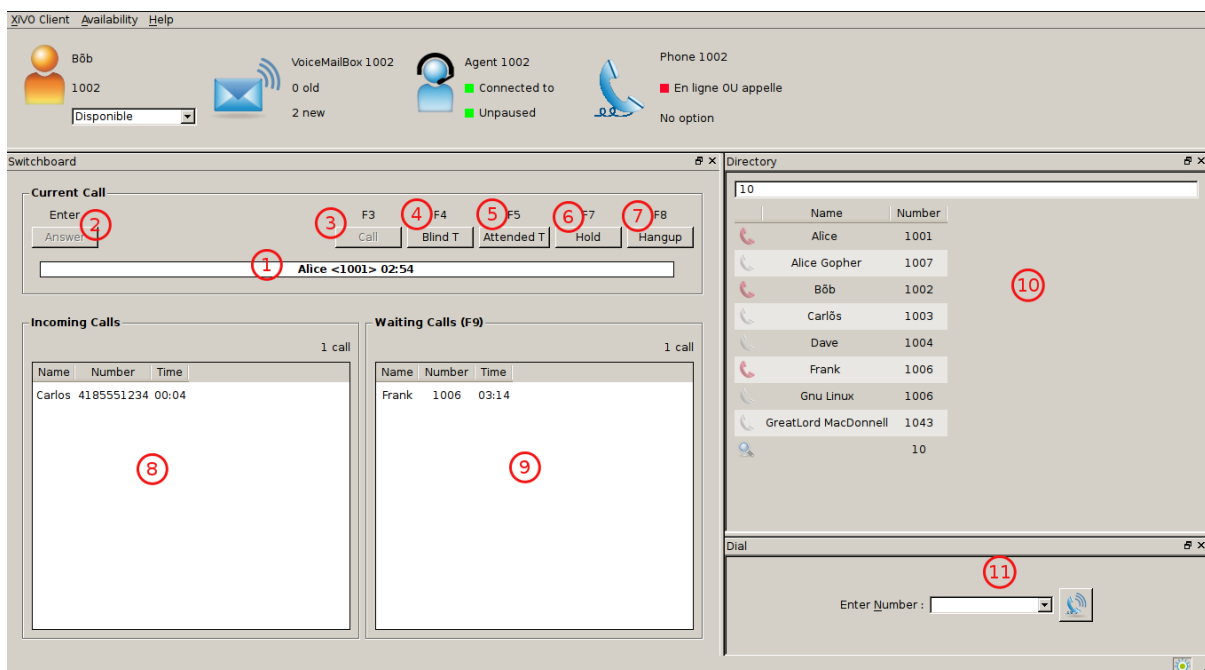 XiVO Client Availability Help
Bõb
1002
Disponible
VoiceMailBox 1002
0 old
2 new
Agent 1002
Connected to
Unpaused
Phone 1002
En ligne OU appelle
No option
Switchboard
Current Call
Enter F3 F4 F5 F7 F8
2 3 4 5 6 7
Answer Call Blind T Attended T Hold Hangup
1
Alice <1001> 02:54
Incoming Calls
1 call
Name Number Time
Carlos 4185551234 00:04
8
Waiting Calls (F9)
1 call
Name Number Time
Frank 1006 03:14
9
Directory
10
Name Number
Alice 1001
Alice Gopher 1007
Bõb 1002
Carlõs 1003
Dave 1004
Frank 1006
Gnu Linux 1006
GreatLord MacDonnell 1043
10
10
Dial
11
Enter Number :